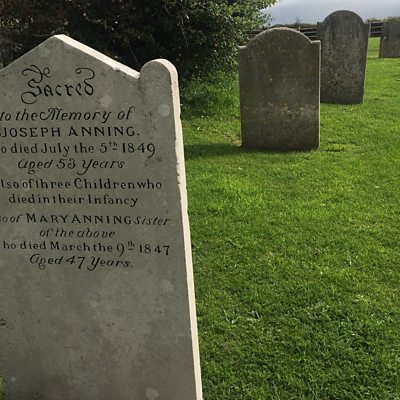 Sacred
to the Memory of
JOSEPH ANNING.
o died July the 5th 1849
Aged 53 Years
lso of three Children who
died in their Infancy
so of MARY ANNING Sister
of the above
ho died March the 9th 1847
Aged 47 Years.